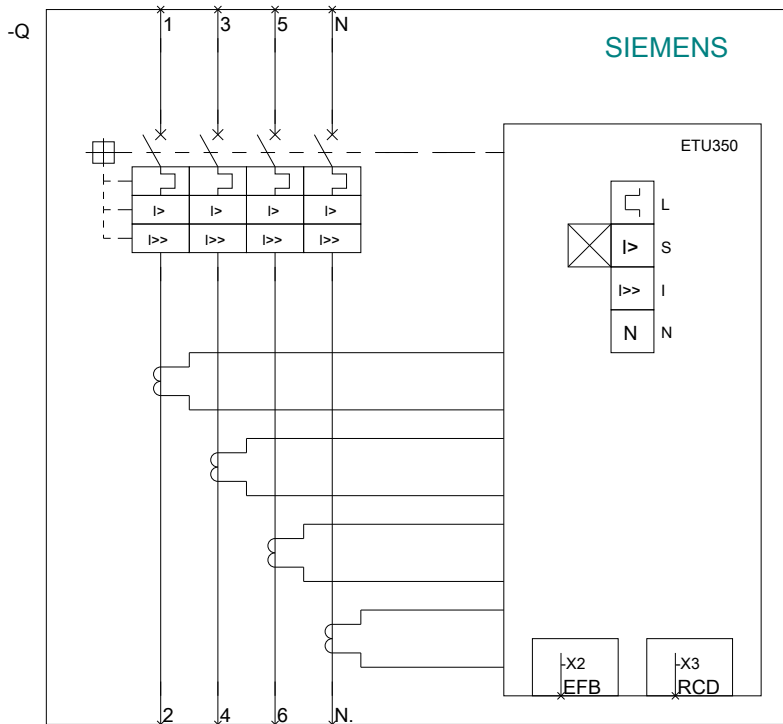 -Q
1 3 5 N
SIEMENS
ETU350
L
I> I> I> I>
I> S
I>> I>> I>> I>>
I>> I
N N
-X2
EFB
-X3
RCD
2 4 6 N.